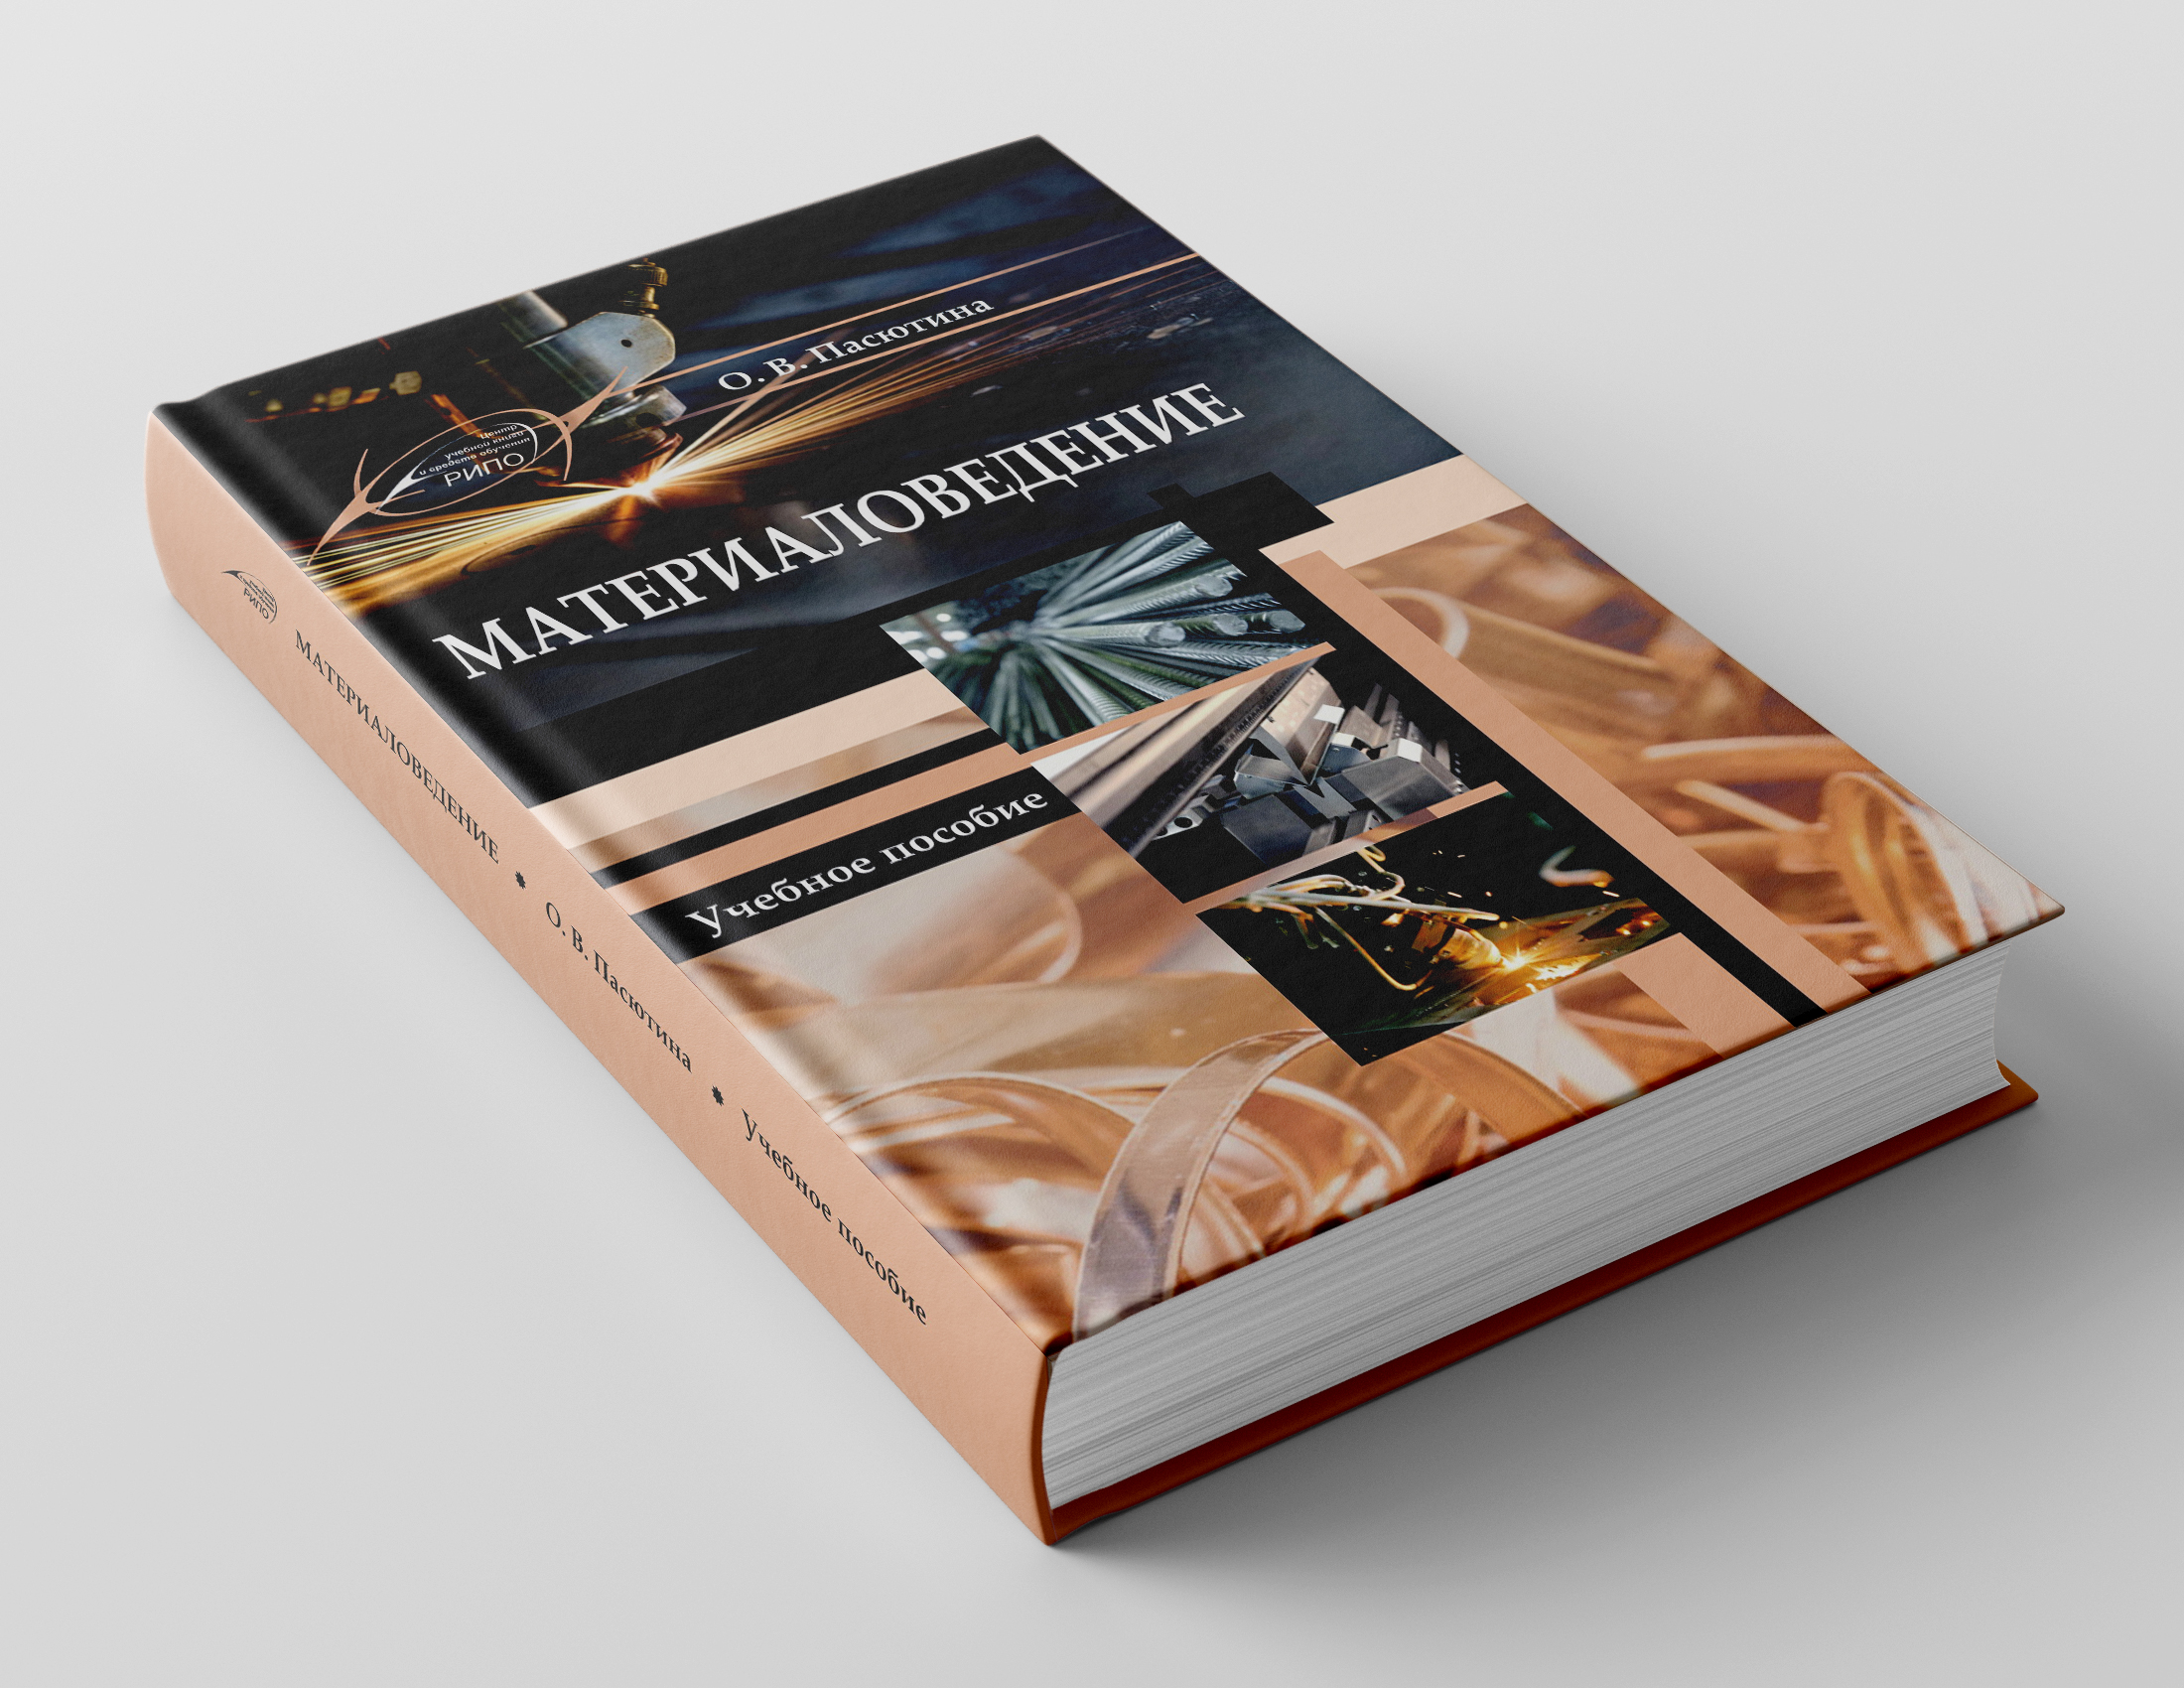 О. В. Пасютина
Центр
учебной книги
и средств обучения
РИПО
МАТЕРИАЛОВЕДЕНИЕ
Учебное пособие
РИПО
МАТЕРИАЛОВЕДЕНИЕ * О. В. Пасютина * Учебное пособие